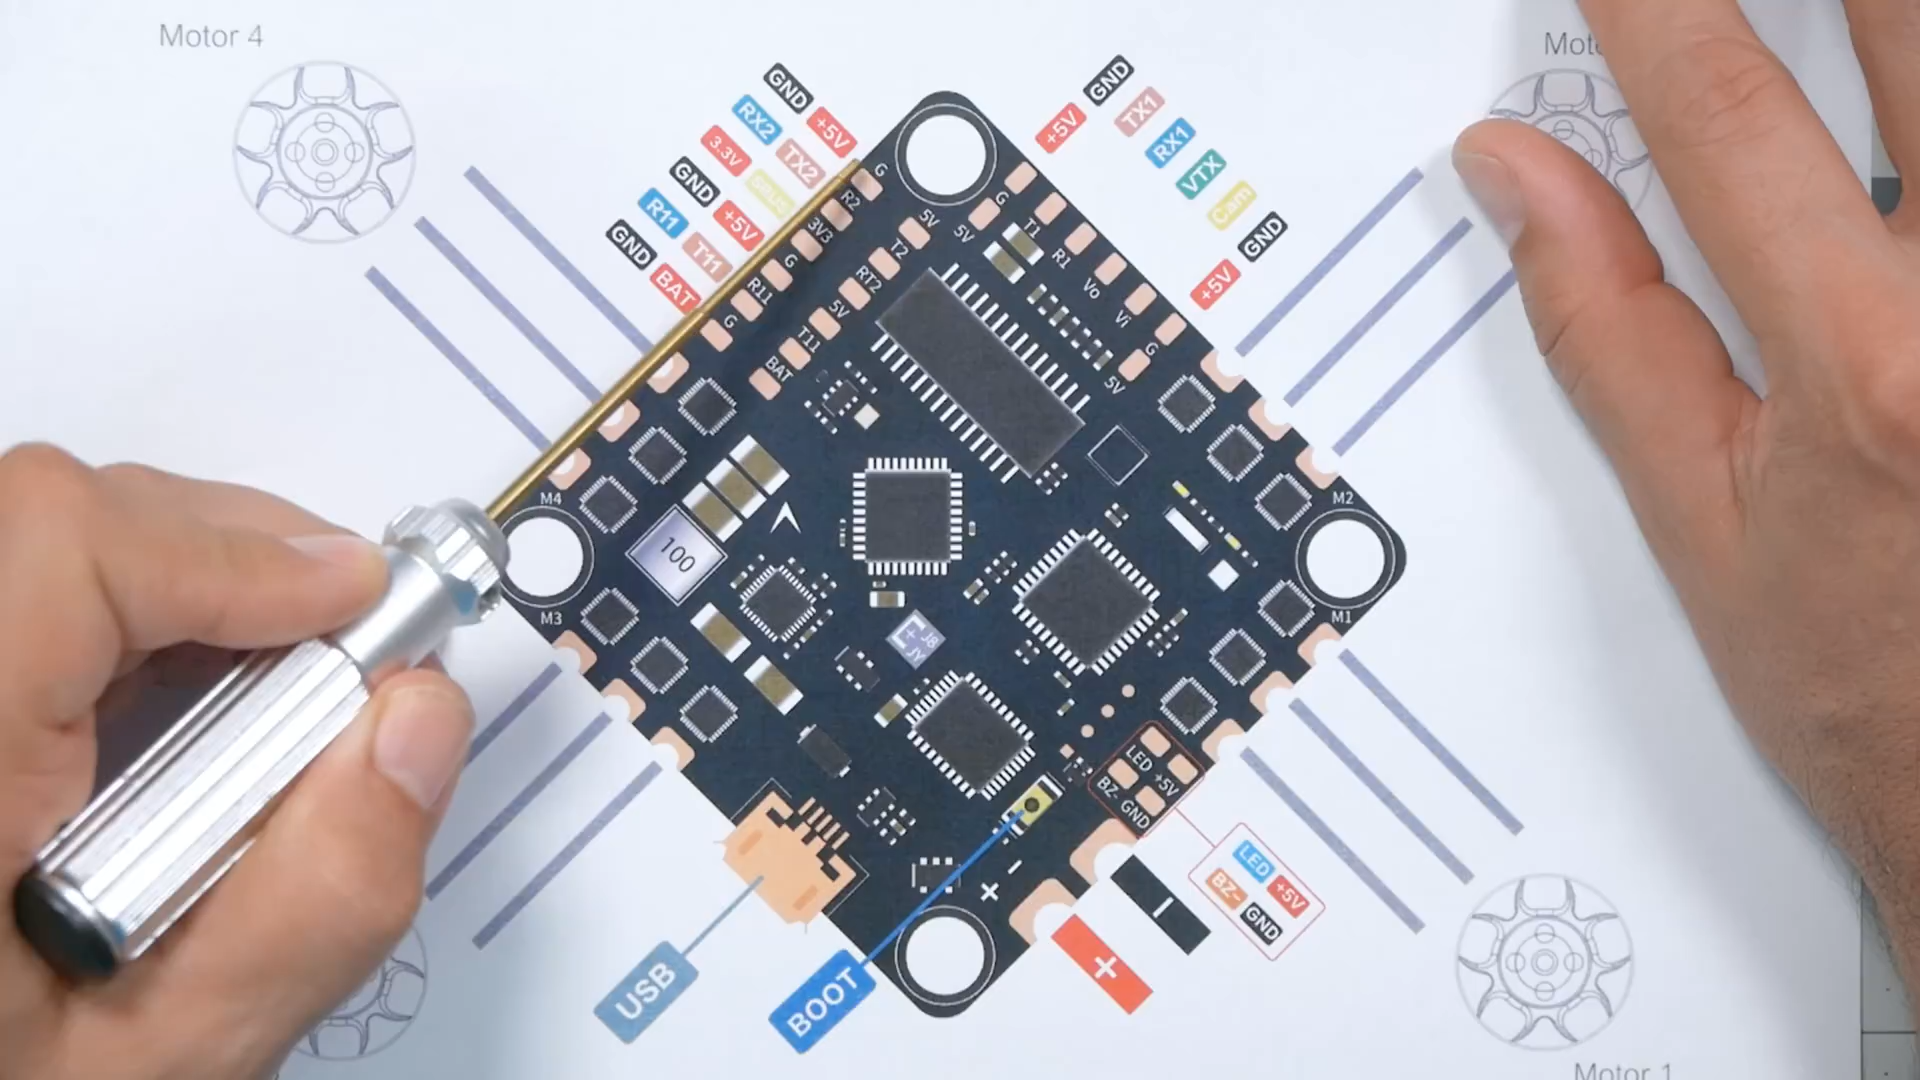 Motor 4
GND
+5V
RX2
TX2
3.3V
SBUS
GND
+5V
R11
T11
GND
BAT
+5V
GND
TX1
RX1
VTX
Cam
GND
+5V
G
R2
3V3
G
R11
G
5V
T2
RT2
5V
T11
BAT
G
5V
T1
R1
Vo
Vi
G
5V
M4
M2
100
M3
M1
J8
JY
LED +5V
BZ- GND
+ -
LED +5V
BZ- GND
-
+
USB
BOOT
Motor 1